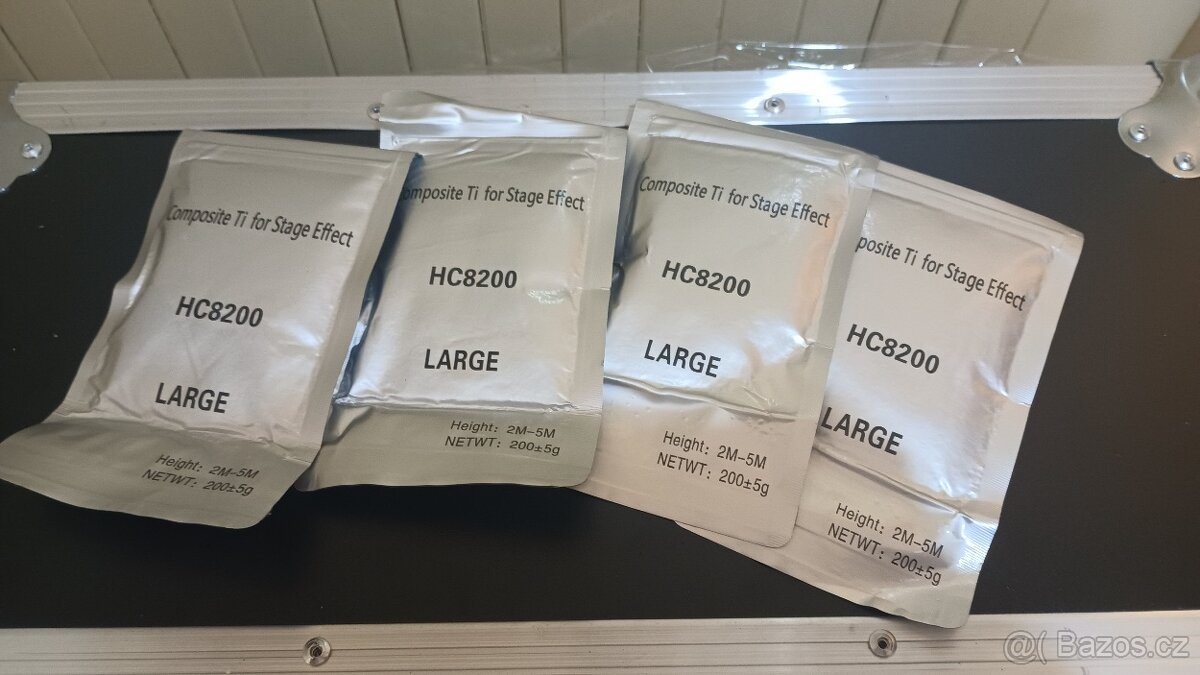 Composite Ti for Stage Effect
HC8200
LARGE
Height: 2M-5M
NETWT: 200±5g
omposite Ti for Stage Effect
HC8200
LARGE
Height: 2M-5M
NETWT: 200±5g
Composite Ti for Stage Effect
HC8200
LARGE
Height: 2M-5M
NETWT: 200±5g
posite Ti for Stage Effect
HC8200
LARGE
Height: 2M-5M
NETWT: 200±5g
Bazos.cz